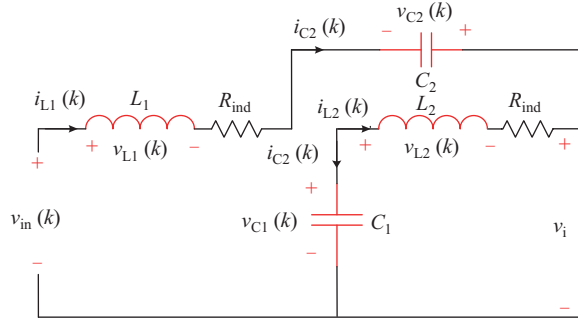 v_C2 (k)
i_C2 (k)
− +
C_2
i_L1 (k)
L_1
R_ind
i_L2 (k)
L_2
R_ind
+ −
v_L1 (k)
i_C2 (k)
+ −
v_L2 (k)
+
+
+
v_in (k)
v_C1 (k)
C_1
v_i
−
−
−